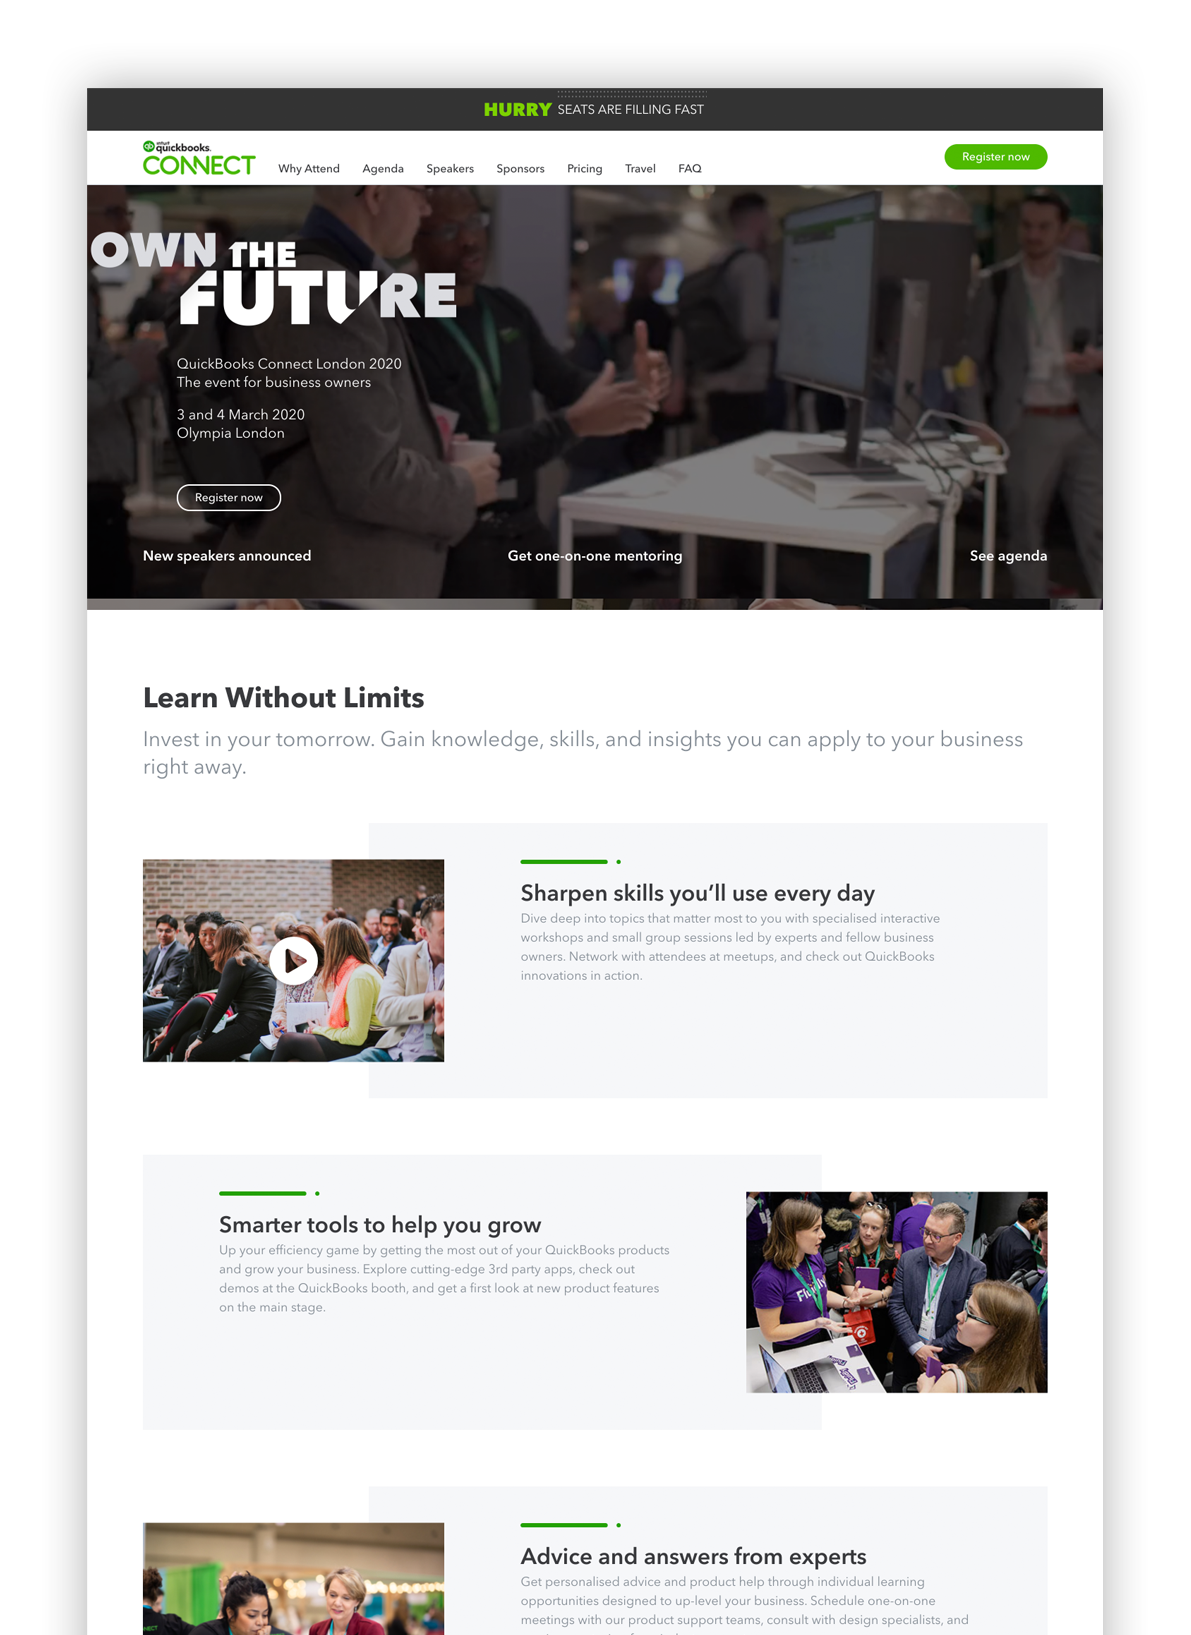 HURRY SEATS ARE FILLING FAST
intuit
quickbooks.
CONNECT
Why Attend Agenda Speakers Sponsors Pricing Travel FAQ
Register now
OWN THE
FUTURE
QuickBooks Connect London 2020
The event for business owners
3 and 4 March 2020
Olympia London
Register now
New speakers announced Get one-on-one mentoring See agenda
Learn Without Limits
Invest in your tomorrow. Gain knowledge, skills, and insights you can apply to your business
right away.
Sharpen skills you’ll use every day
Dive deep into topics that matter most to you with specialised interactive
workshops and small group sessions led by experts and fellow business
owners. Network with attendees at meetups, and check out QuickBooks
innovations in action.
Smarter tools to help you grow
Up your efficiency game by getting the most out of your QuickBooks products
and grow your business. Explore cutting-edge 3rd party apps, check out
demos at the QuickBooks booth, and get a first look at new product features
on the main stage.
Advice and answers from experts
Get personalised advice and product help through individual learning
opportunities designed to up-level your business. Schedule one-on-one
meetings with our product support teams, consult with design specialists, and